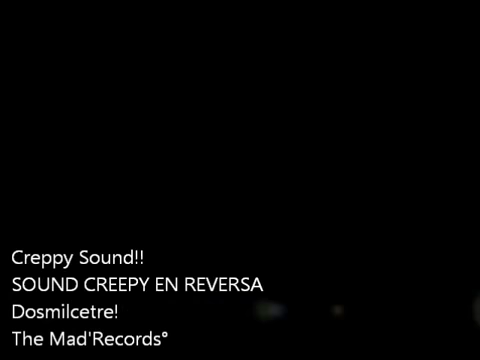 Creppy Sound!!
SOUND CREEPY EN REVERSA
Dosmilcetre!
The Mad'Records°